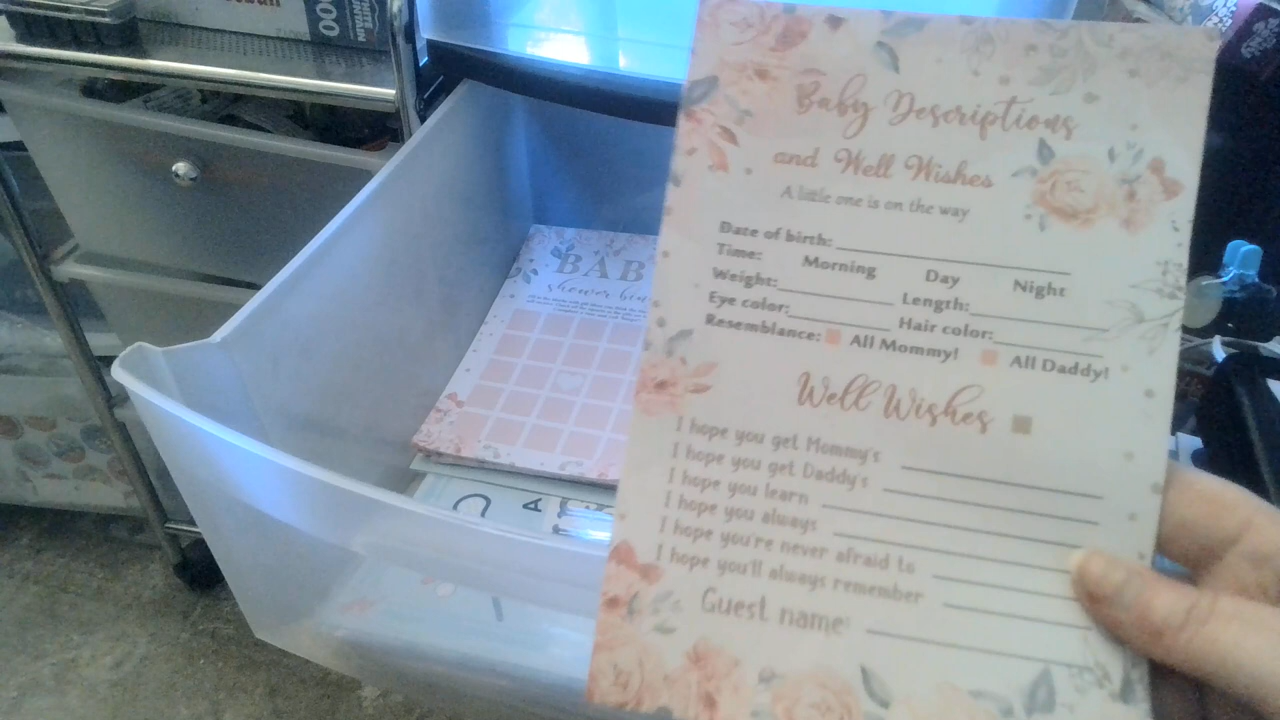 Baby Descriptions
and Well Wishes
A little one is on the way
Date of birth:
Time: Morning Day Night
Weight: Length:
Eye color: Hair color:
Resemblance: All Mommy! All Daddy!
Well Wishes
I hope you get Mommy's
I hope you get Daddy's
I hope you learn
I hope you always
I hope you're never afraid to
I hope you'll always remember
Guest name:
BAB
shower